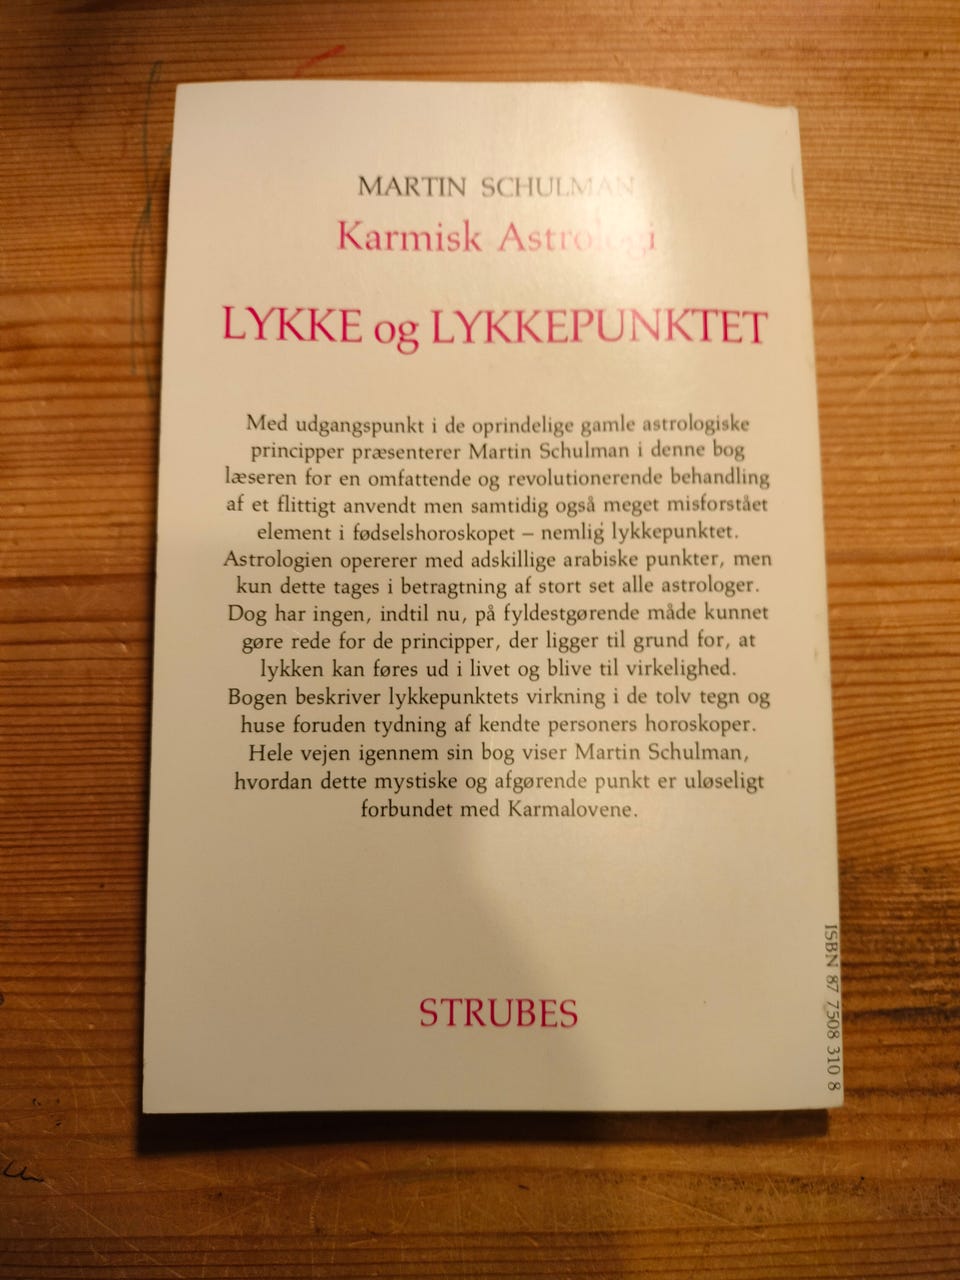 MARTIN SCHULMAN
Karmisk Astrologi
LYKKE og LYKKEPUNKTET
Med udgangspunkt i de oprindelige gamle astrologiske
principper præsenterer Martin Schulman i denne bog
læseren for en omfattende og revolutionerende behandling
af et flittigt anvendt men samtidig også meget misforstået
element i fødselshoroskopet – nemlig lykkepunktet.
Astrologien opererer med adskillige arabiske punkter, men
kun dette tages i betragtning af stort set alle astrologer.
Dog har ingen, indtil nu, på fyldestgørende måde kunnet
gøre rede for de principper, der ligger til grund for, at
lykken kan føres ud i livet og blive til virkelighed.
Bogen beskriver lykkepunktets virkning i de tolv tegn og
huse foruden tydning af kendte personers horoskoper.
Hele vejen igennem sin bog viser Martin Schulman,
hvordan dette mystiske og afgørende punkt er uløseligt
forbundet med Karmalovene.
STRUBES
ISBN 87 7508 310 8